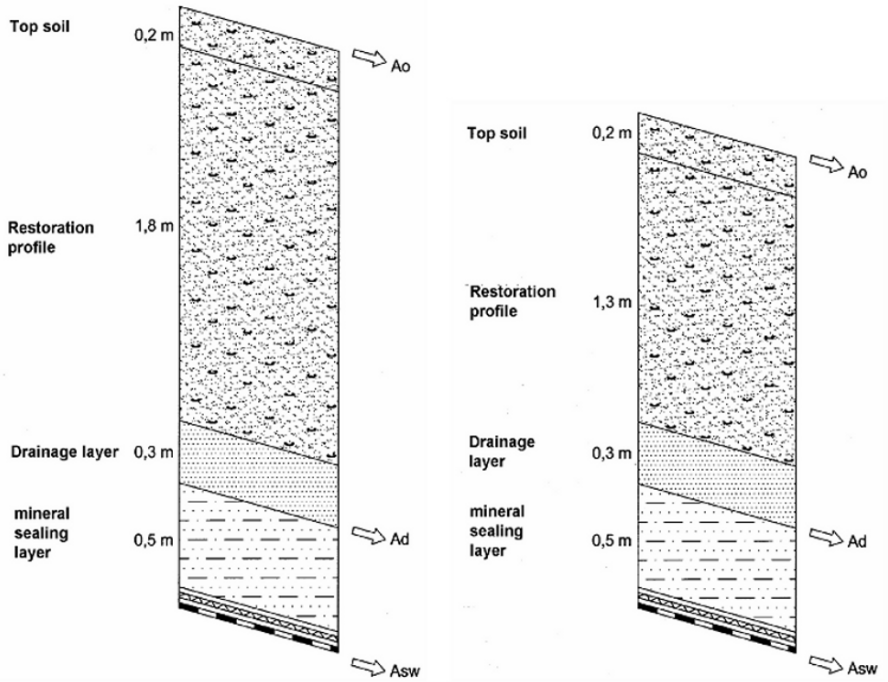 Top soil
0,2 m
Ao
Restoration
profile
1,8 m
Drainage layer
0,3 m
mineral
sealing
layer
0,5 m
Ad
Asw
Top soil
0,2 m
Ao
Restoration
profile
1,3 m
Drainage
layer
0,3 m
mineral
sealing
layer
0,5 m
Ad
Asw